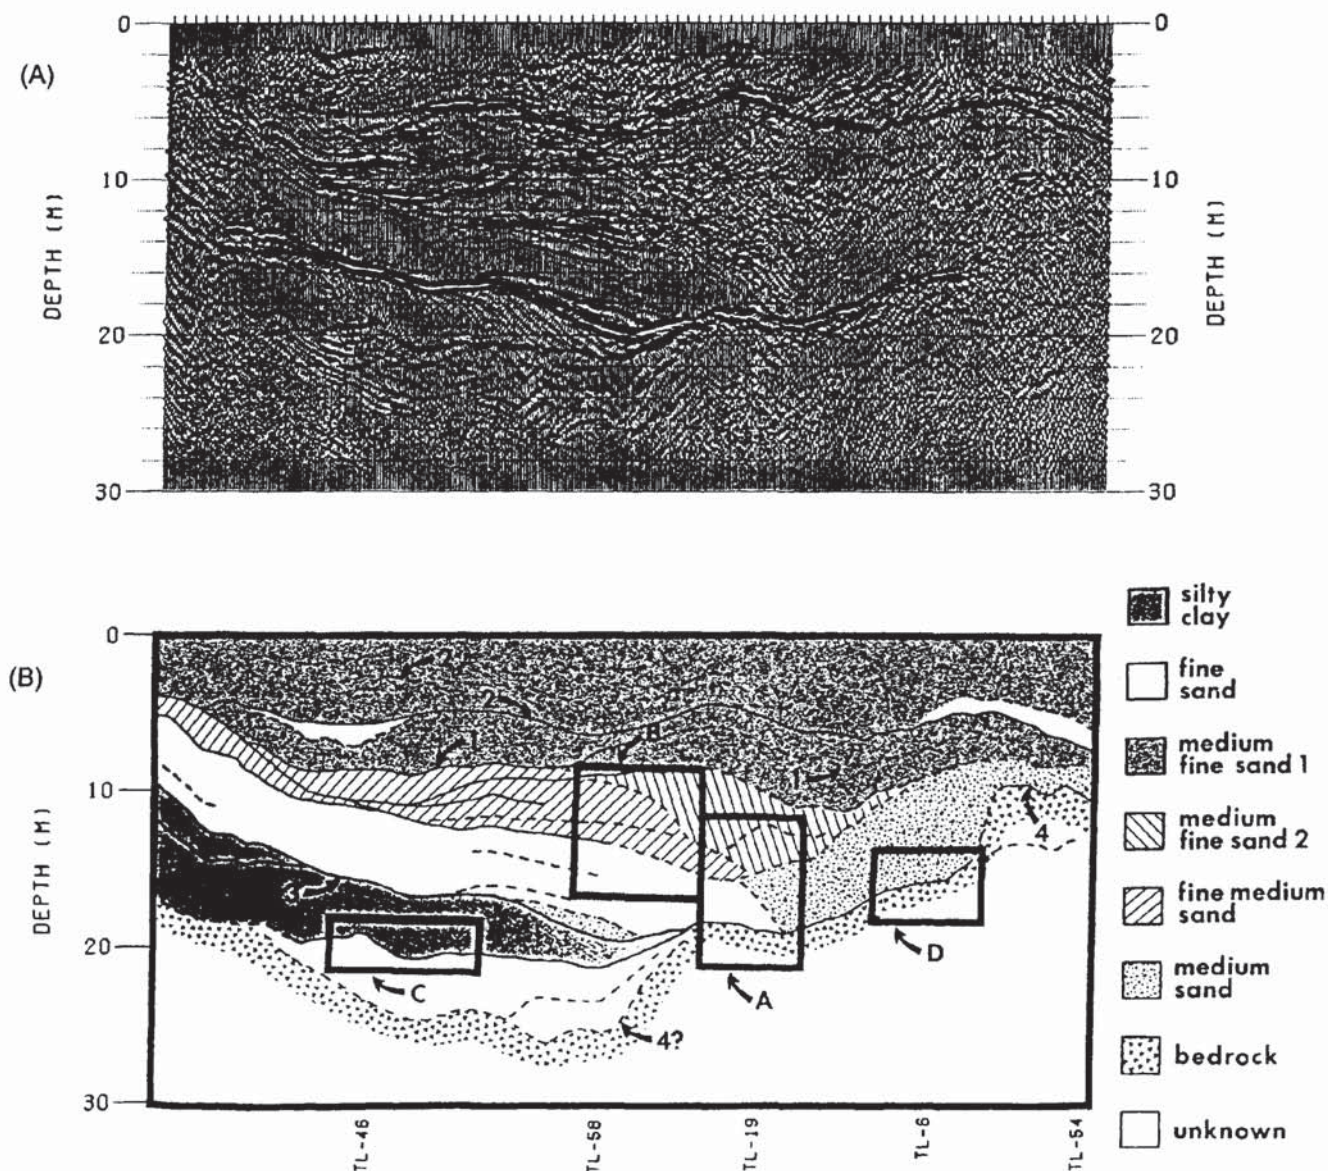 (A)
0
10
20
30
DEPTH (M)
0
10
20
30
DEPTH (M)
(B)
0
10
20
30
DEPTH (M)
2
2
B
1
1
4
C
A
D
4?
TL-46
TL-58
TL-19
TL-6
TL-54
silty
clay
fine
sand
medium
fine sand 1
medium
fine sand 2
fine medium
sand
medium
sand
bedrock
unknown